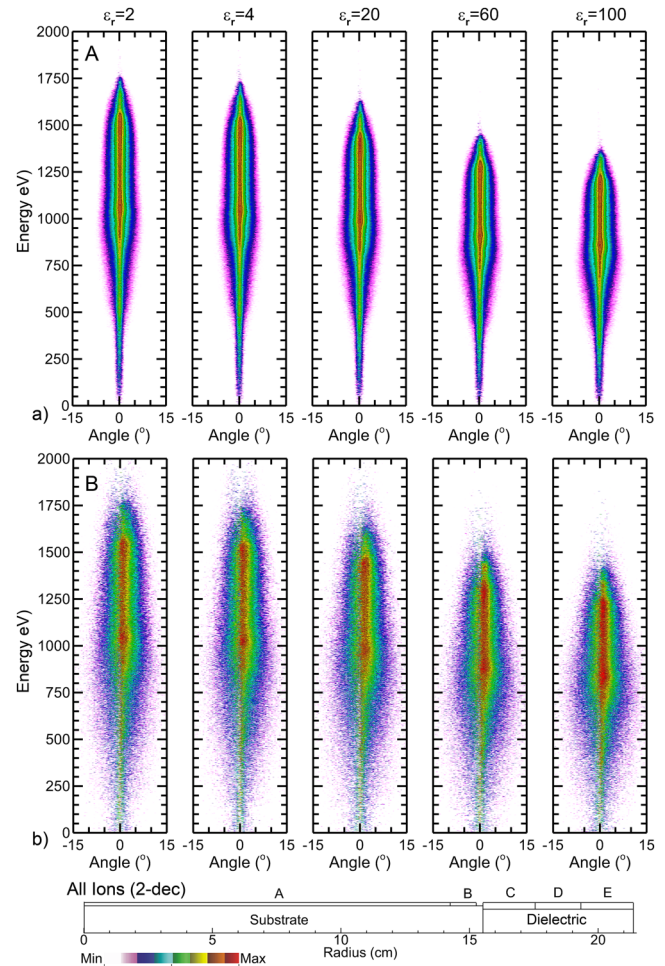 εr=2 εr=4 εr=20 εr=60 εr=100
A
2000
1750
1500
1250
1000
750
500
250
0
Energy eV
a)
-15 0 15 -15 0 15 -15 0 15 -15 0 15 -15 0 15
Angle (°) Angle (°) Angle (°) Angle (°) Angle (°)
B
2000
1750
1500
1250
1000
750
500
250
0
Energy eV
b)
-15 0 15 -15 0 15 -15 0 15 -15 0 15 -15 0 15
Angle (°) Angle (°) Angle (°) Angle (°) Angle (°)
All Ions (2-dec)
A B C D E
Substrate Dielectric
0 5 10 15 20
Radius (cm)
Min Max